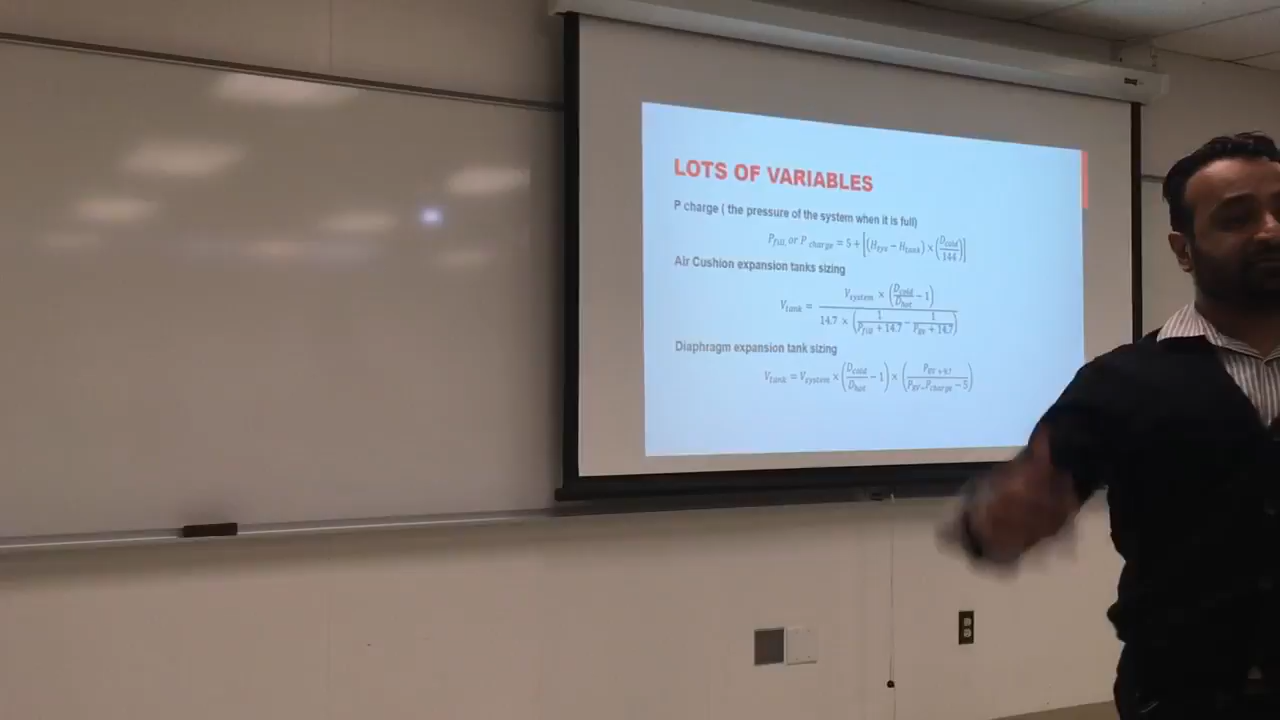 LOTS OF VARIABLES
P charge ( the pressure of the system when it is full)
P_fill or P_charge = 5 + [(H_sys − H_tank) × (D_cold/144)]
Air Cushion expansion tanks sizing
V_tank = (V_system × (D_cold/D_hot − 1)) / (14.7 × (1/(P_fill + 14.7) − 1/(P_RV + 14.7)))
Diaphragm expansion tank sizing
V_tank = V_system × (D_cold/D_hot − 1) × (P_RV + 9.7/(P_RV − P_charge − 5))